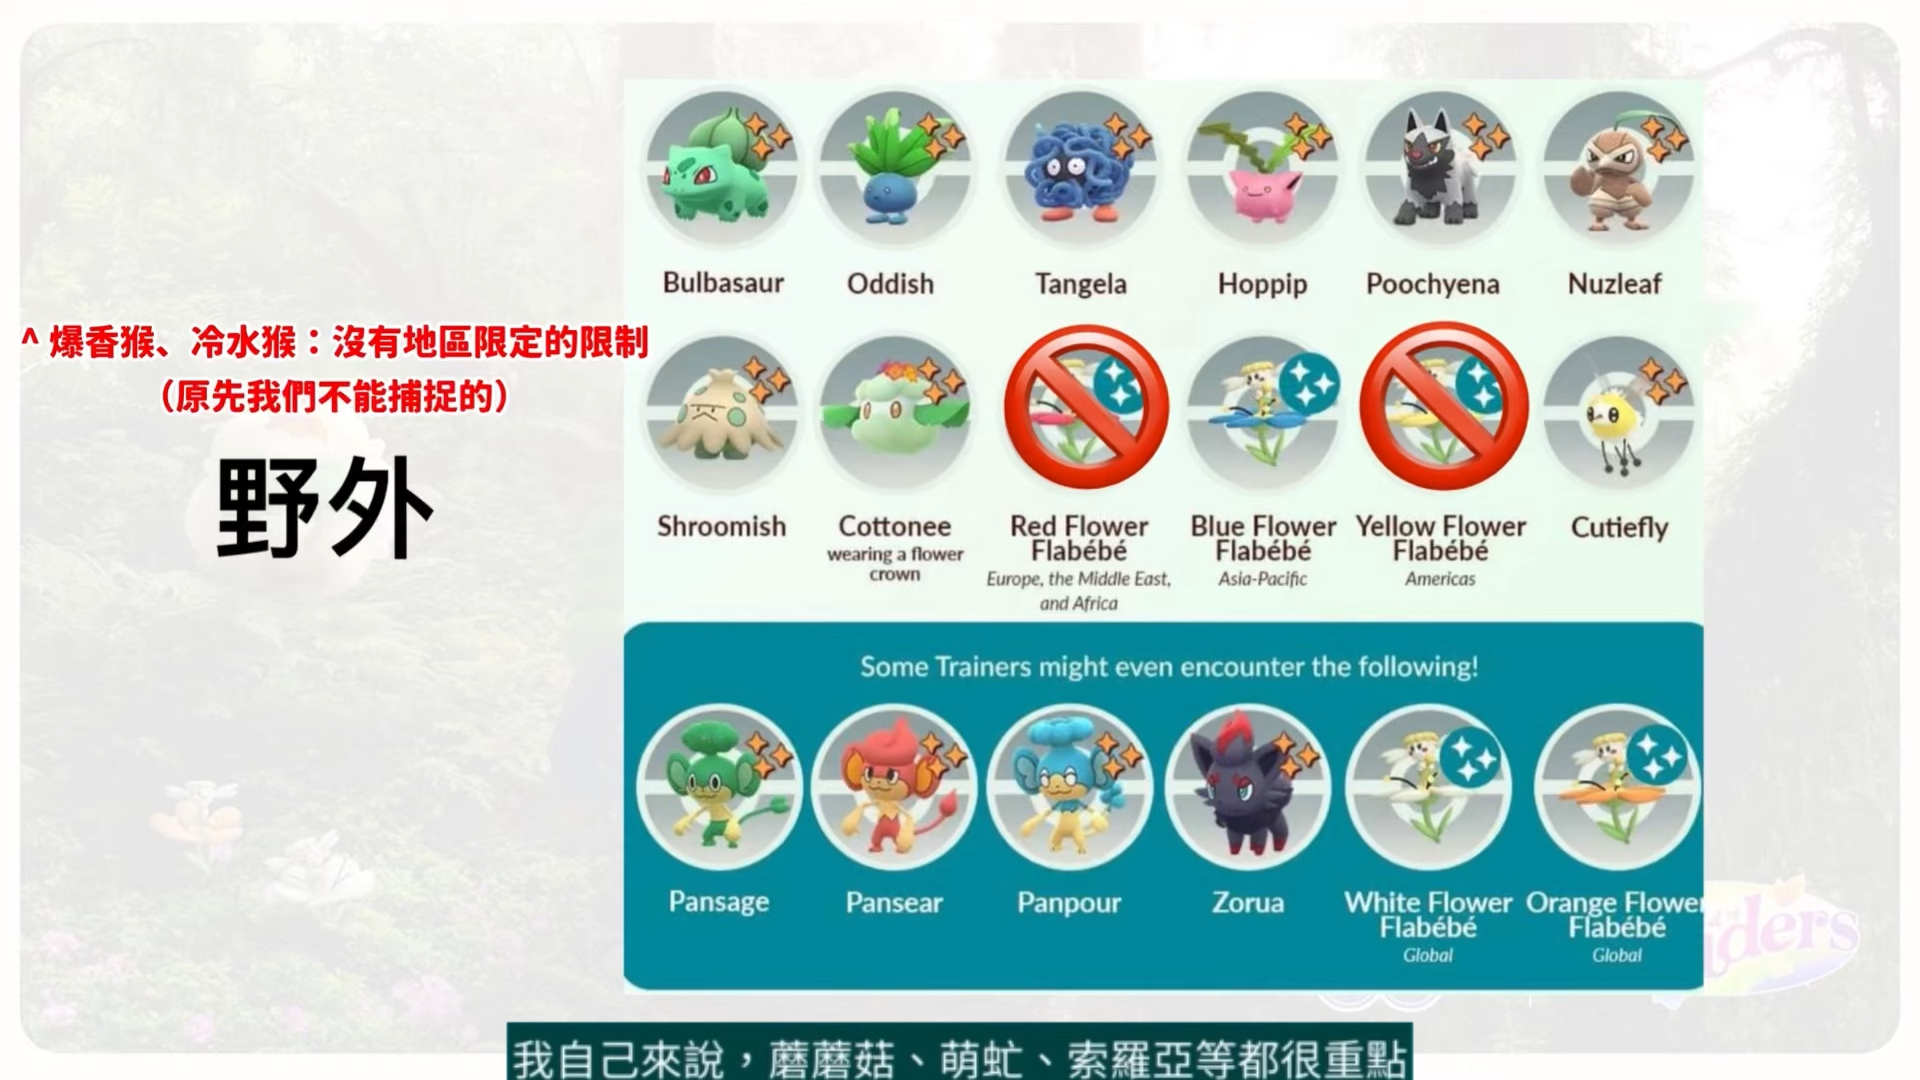 Bulbasaur
Oddish
Tangela
Hoppip
Poochyena
Nuzleaf
^ 爆香猴、冷水猴：沒有地區限定的限制
（原先我們不能捕捉的）
野外
Shroomish
Cottonee
wearing a flower
crown
Red Flower
Flabébé
Europe, the Middle East,
and Africa
Blue Flower
Flabébé
Asia-Pacific
Yellow Flower
Flabébé
Americas
Cutiefly
Some Trainers might even encounter the following!
Pansage
Pansear
Panpour
Zorua
White Flower
Flabébé
Global
Orange Flower
Flabébé
Global
我自己來說，蘑蘑菇、萌虻、索羅亞等都很重點